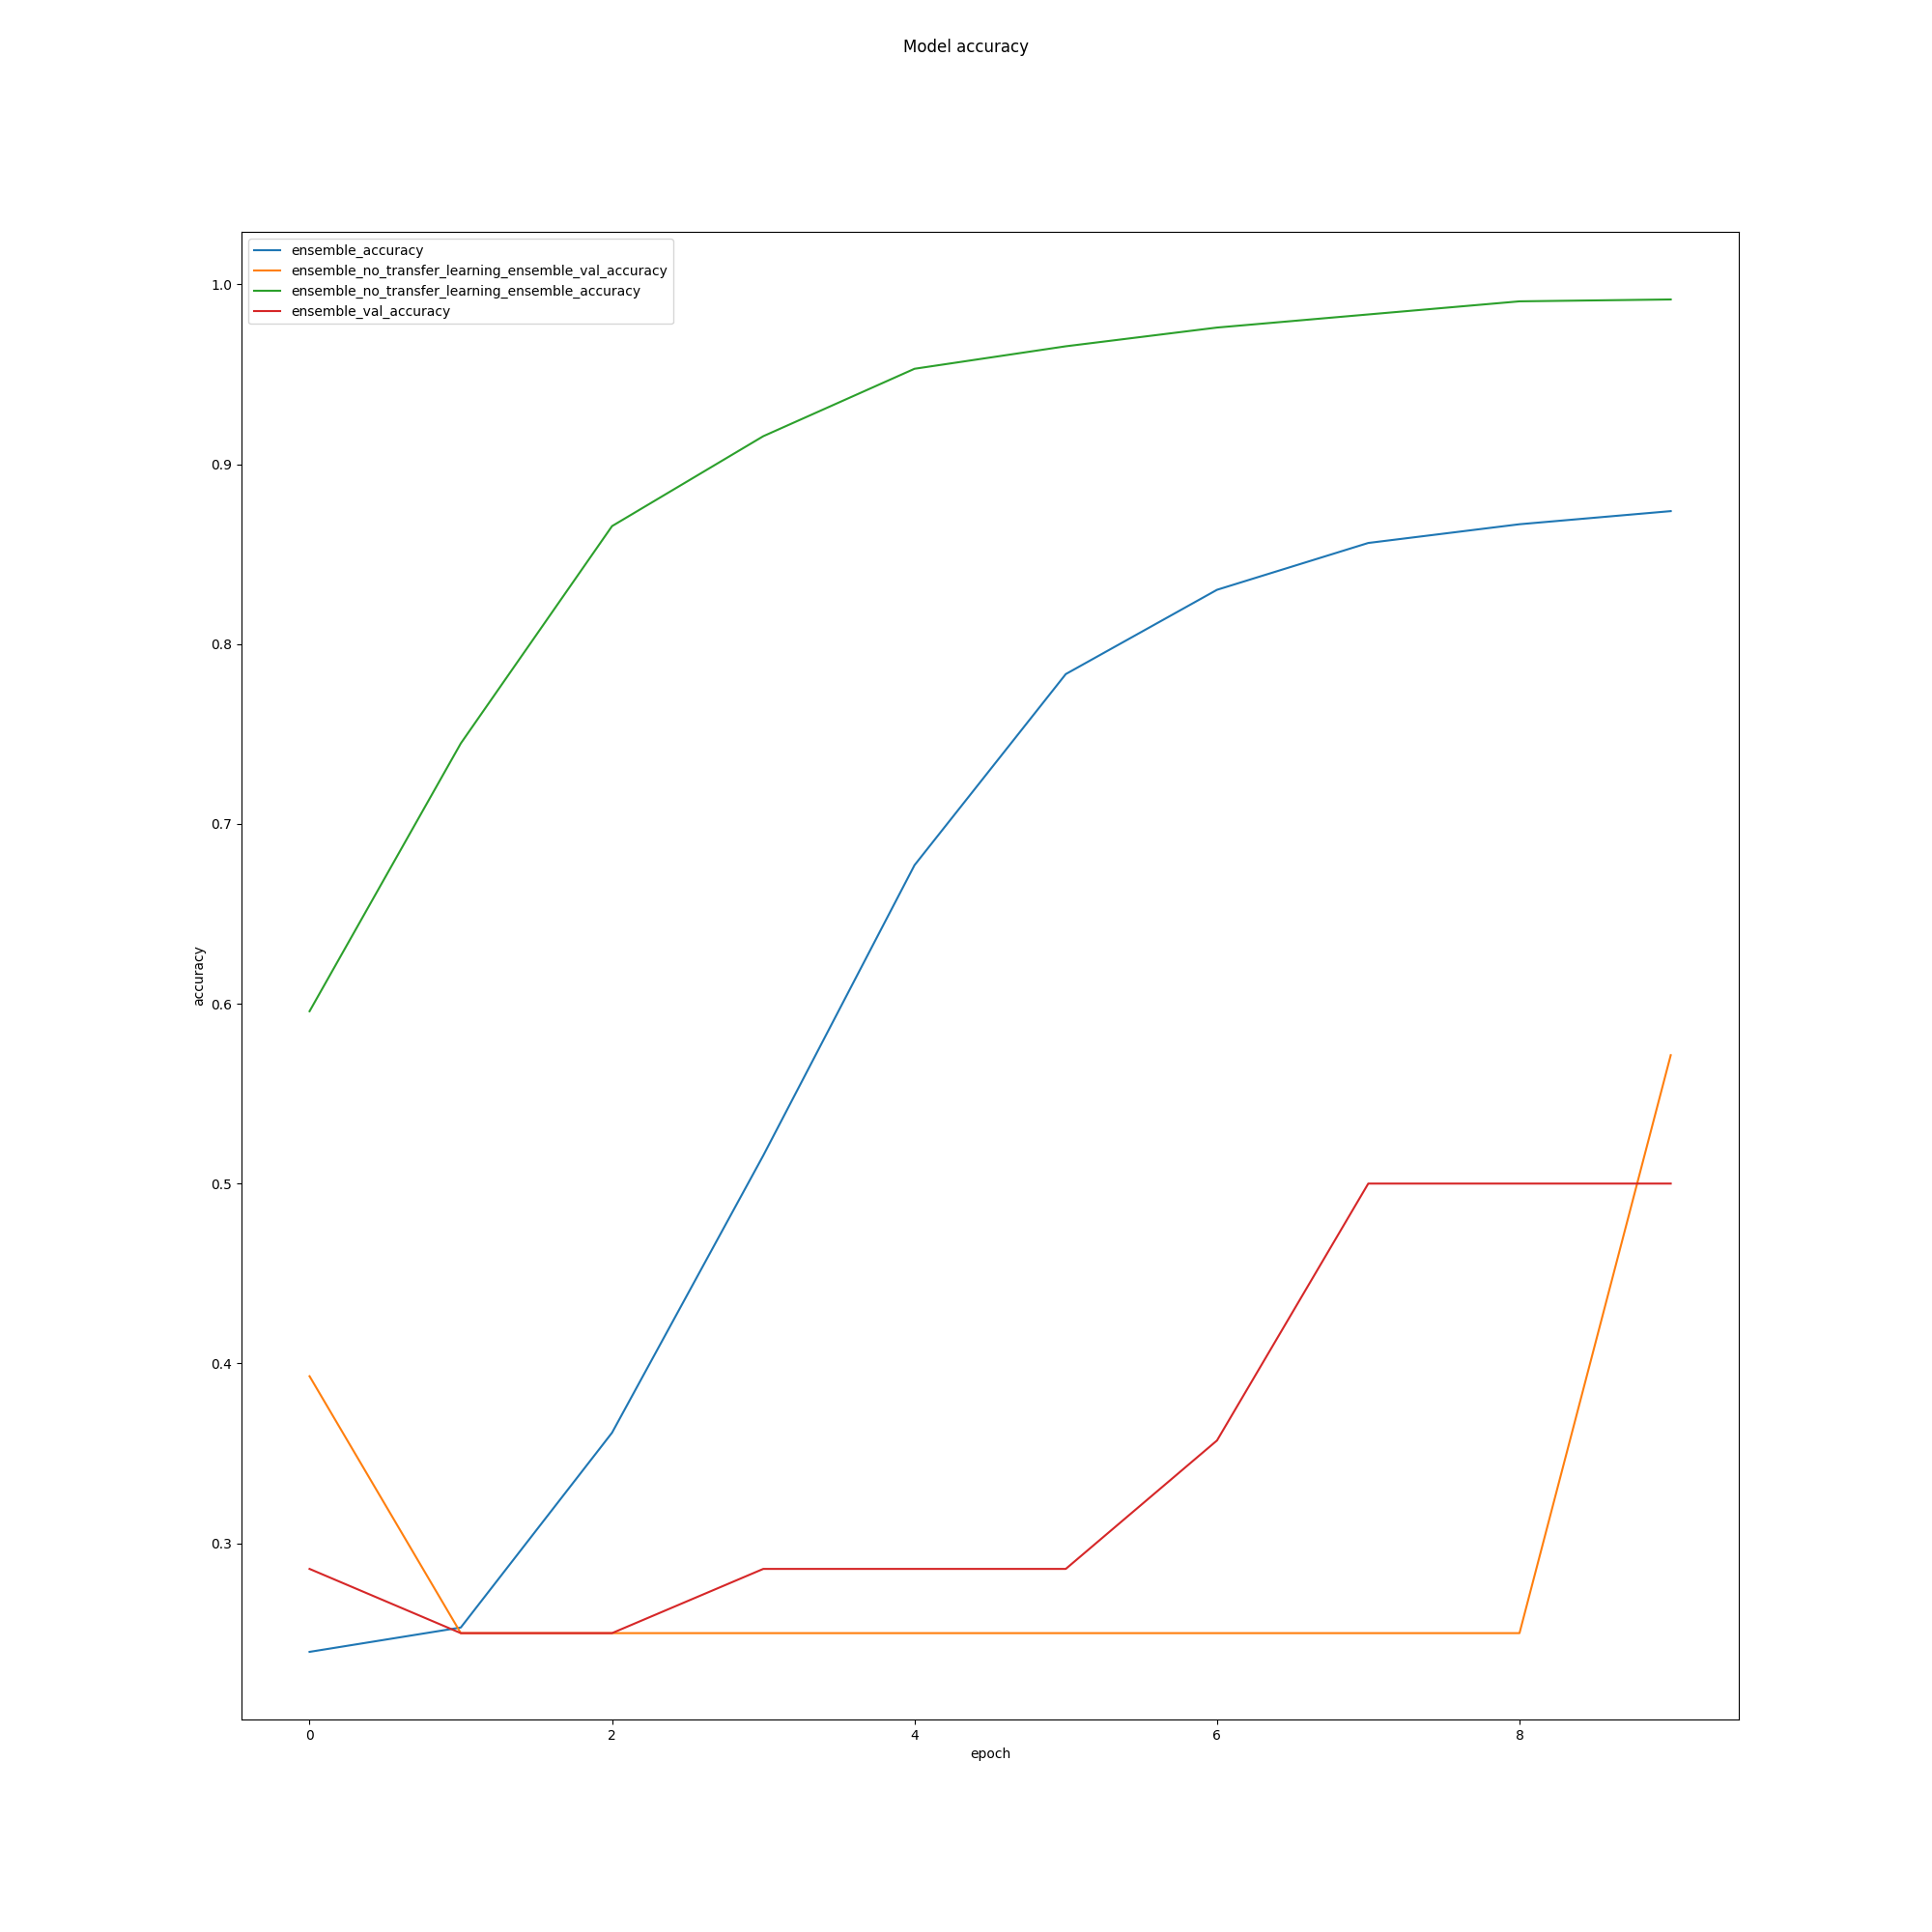 Model accuracy
ensemble_accuracy
ensemble_no_transfer_learning_ensemble_val_accuracy
ensemble_no_transfer_learning_ensemble_accuracy
ensemble_val_accuracy
1.0
0.9
0.8
0.7
0.6
0.5
0.4
0.3
accuracy
0 2 4 6 8
epoch